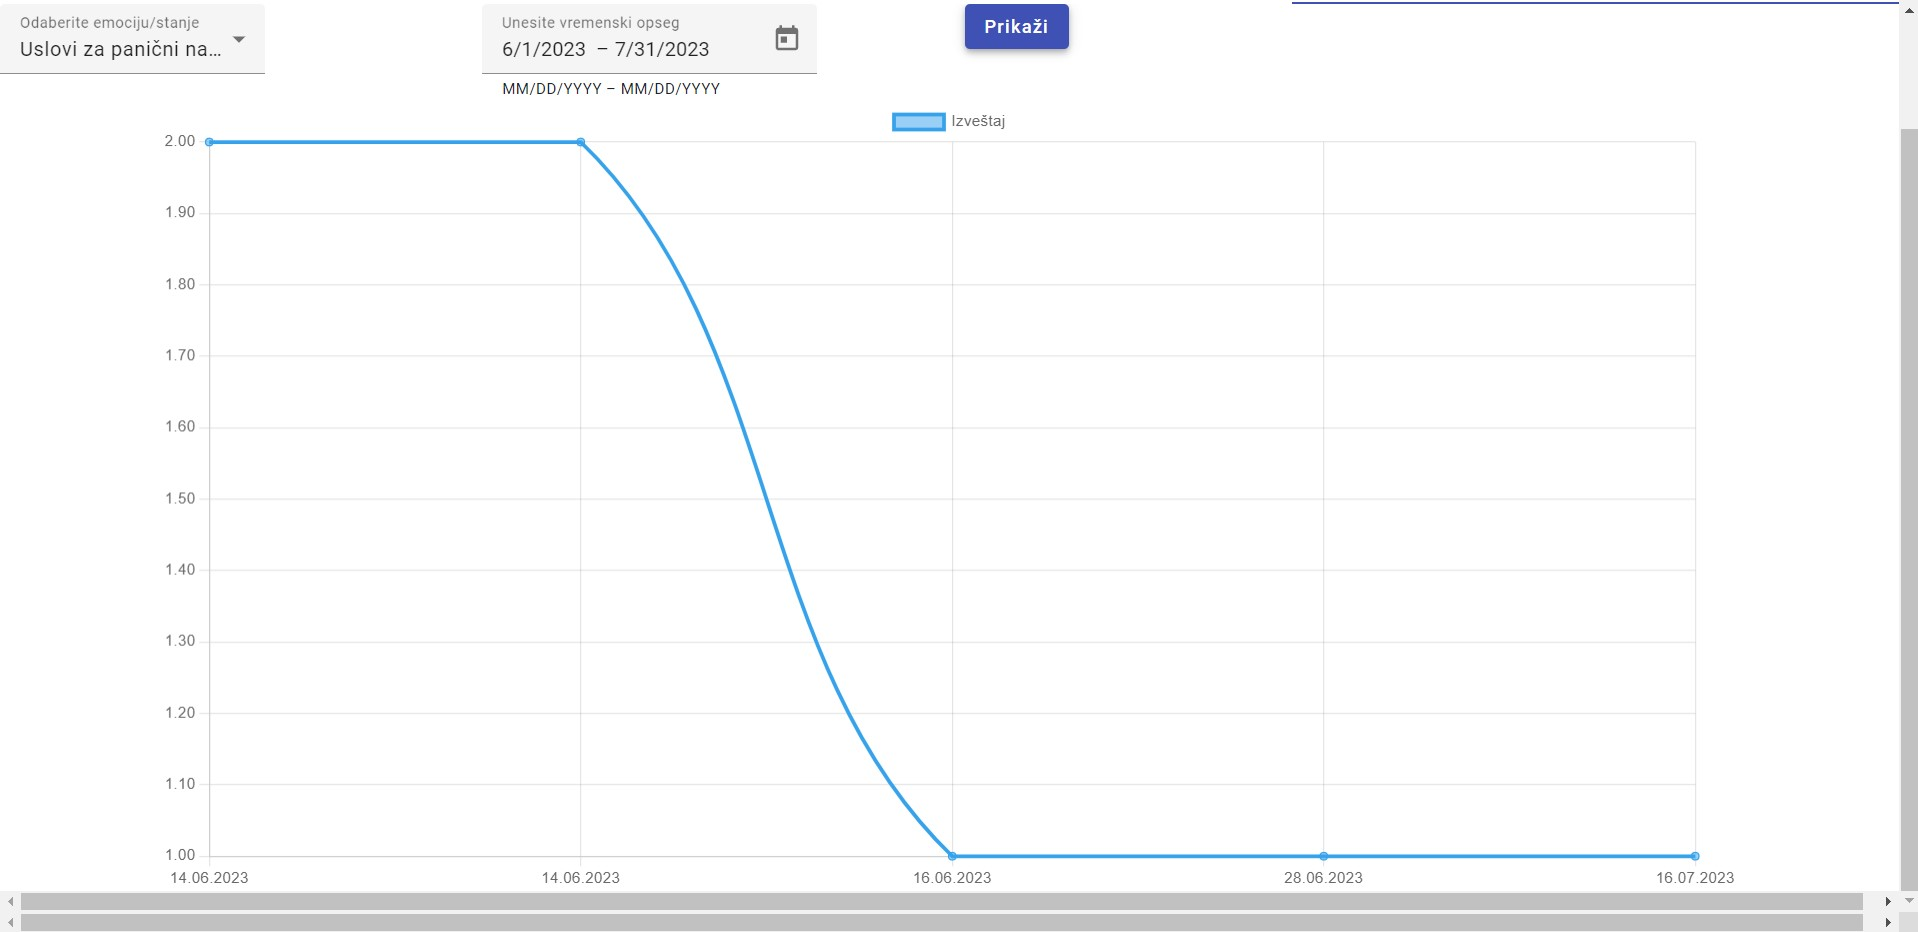 Odaberite emociju/stanje
Uslovi za panični na...
Unesite vremenski opseg
6/1/2023 – 7/31/2023
MM/DD/YYYY – MM/DD/YYYY
Prikaži
Izveštaj
2.00
1.90
1.80
1.70
1.60
1.50
1.40
1.30
1.20
1.10
1.00
14.06.2023 14.06.2023 16.06.2023 28.06.2023 16.07.2023